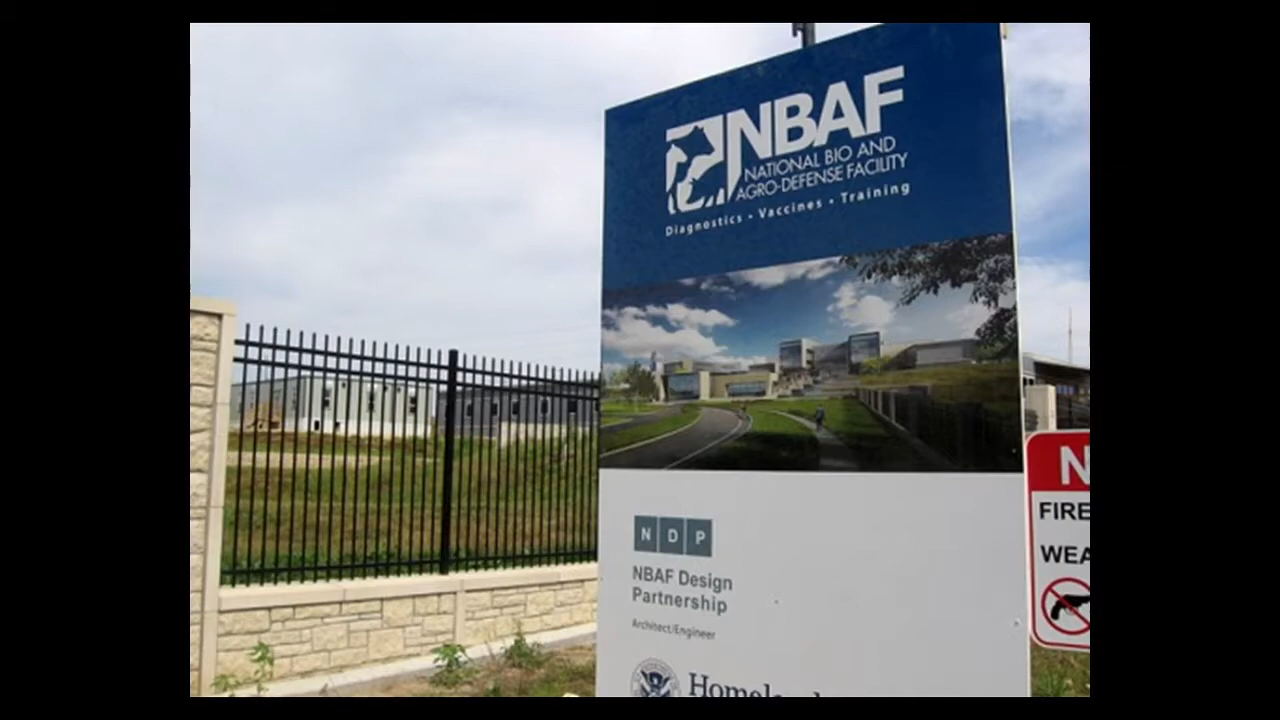 NBAF
NATIONAL BIO AND
AGRO-DEFENSE FACILITY
Diagnostics • Vaccines • Training
N D P
NBAF Design
Partnership
Architect/Engineer
N
FIRE
WEA